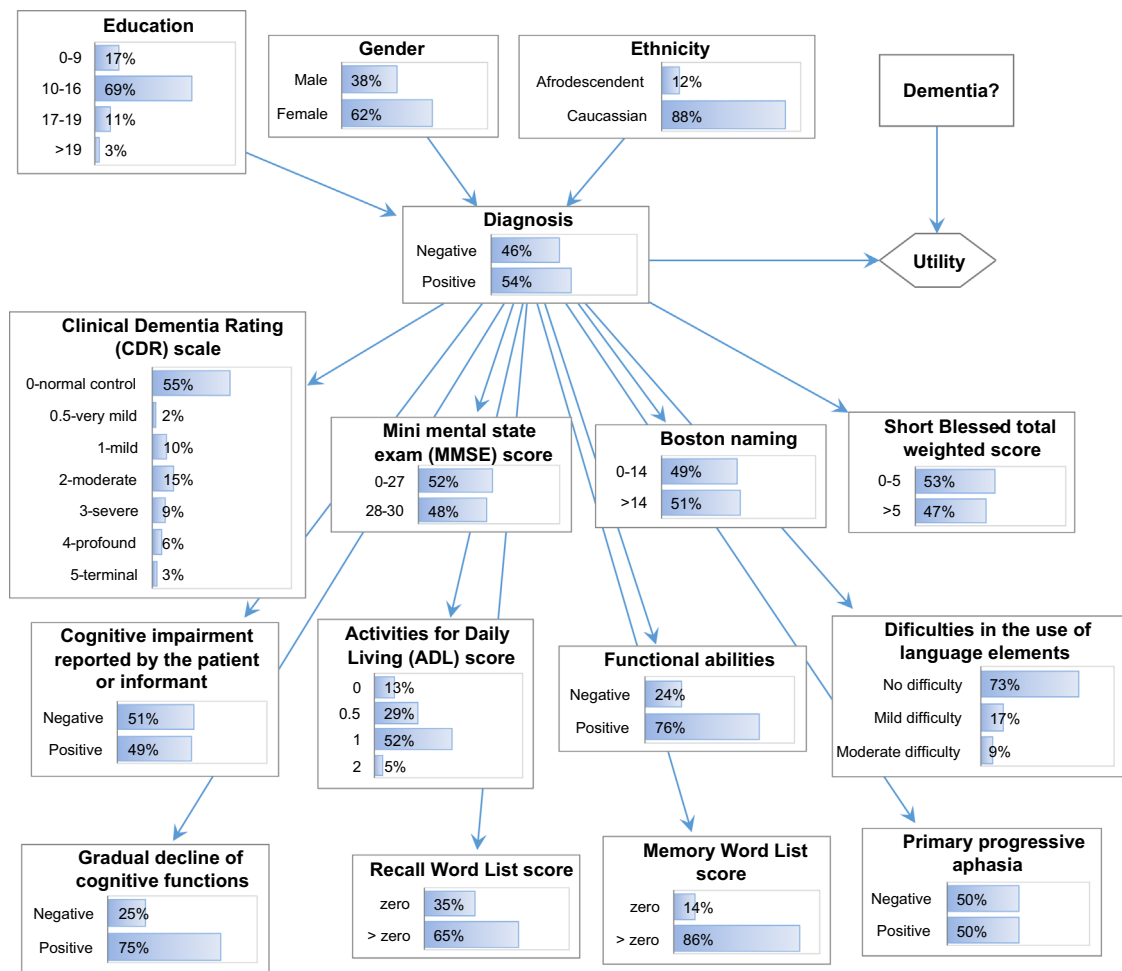 Education
0-9 17%
10-16 69%
17-19 11%
>19 3%
Gender
Male 38%
Female 62%
Ethnicity
Afrodescendent 12%
Caucassian 88%
Dementia?
Diagnosis
Negative 46%
Positive 54%
Utility
Clinical Dementia Rating
(CDR) scale
0-normal control 55%
0.5-very mild 2%
1-mild 10%
2-moderate 15%
3-severe 9%
4-profound 6%
5-terminal 3%
Mini mental state
exam (MMSE) score
0-27 52%
28-30 48%
Boston naming
0-14 49%
>14 51%
Short Blessed total
weighted score
0-5 53%
>5 47%
Cognitive impairment
reported by the patient
or informant
Negative 51%
Positive 49%
Activities for Daily
Living (ADL) score
0 13%
0.5 29%
1 52%
2 5%
Functional abilities
Negative 24%
Positive 76%
Dificulties in the use of
language elements
No difficulty 73%
Mild difficulty 17%
Moderate difficulty 9%
Gradual decline of
cognitive functions
Negative 25%
Positive 75%
Recall Word List score
zero 35%
> zero 65%
Memory Word List
score
zero 14%
> zero 86%
Primary progressive
aphasia
Negative 50%
Positive 50%